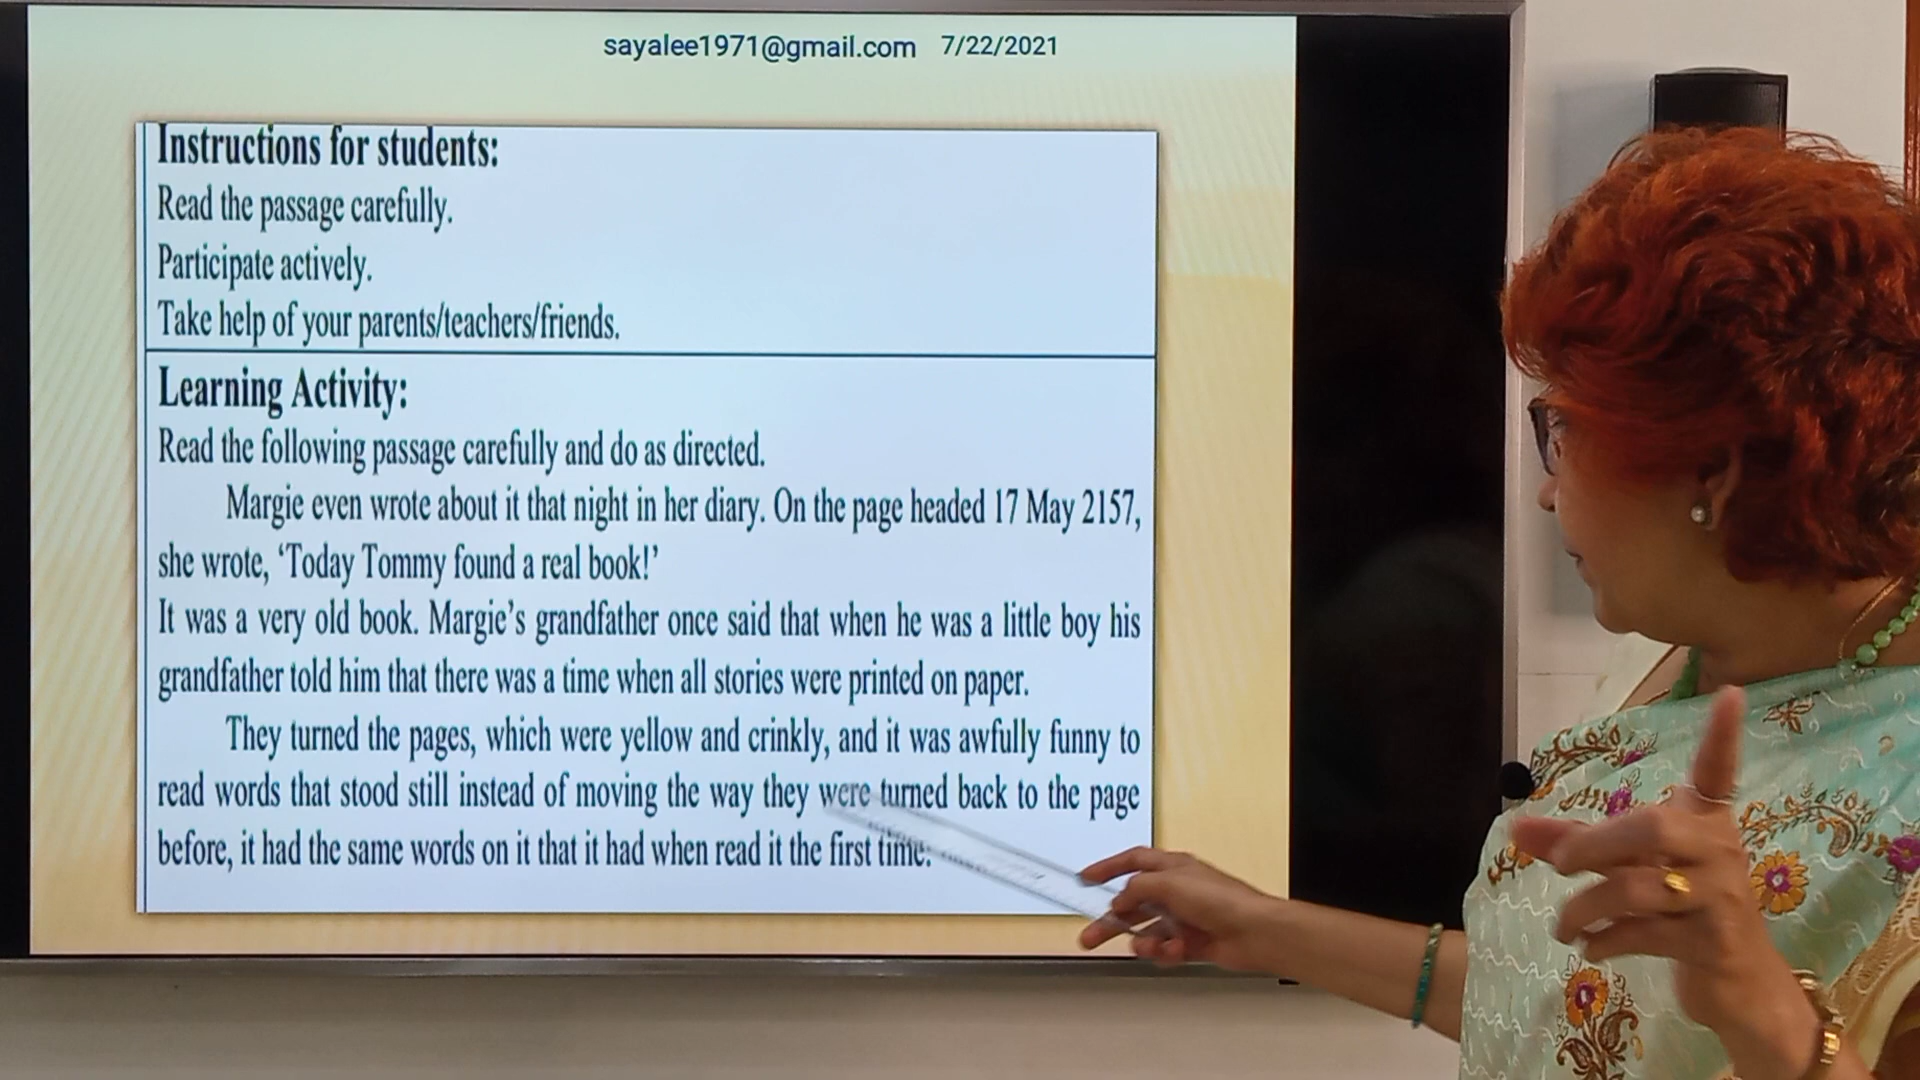 sayalee1971@gmail.com 7/22/2021
Instructions for students:
Read the passage carefully.
Participate actively.
Take help of your parents/teachers/friends.
Learning Activity:
Read the following passage carefully and do as directed.
Margie even wrote about it that night in her diary. On the page headed 17 May 2157,
she wrote, ‘Today Tommy found a real book!’
It was a very old book. Margie’s grandfather once said that when he was a little boy his
grandfather told him that there was a time when all stories were printed on paper.
They turned the pages, which were yellow and crinkly, and it was awfully funny to
read words that stood still instead of moving the way they were turned back to the page
before, it had the same words on it that it had when read it the first time.